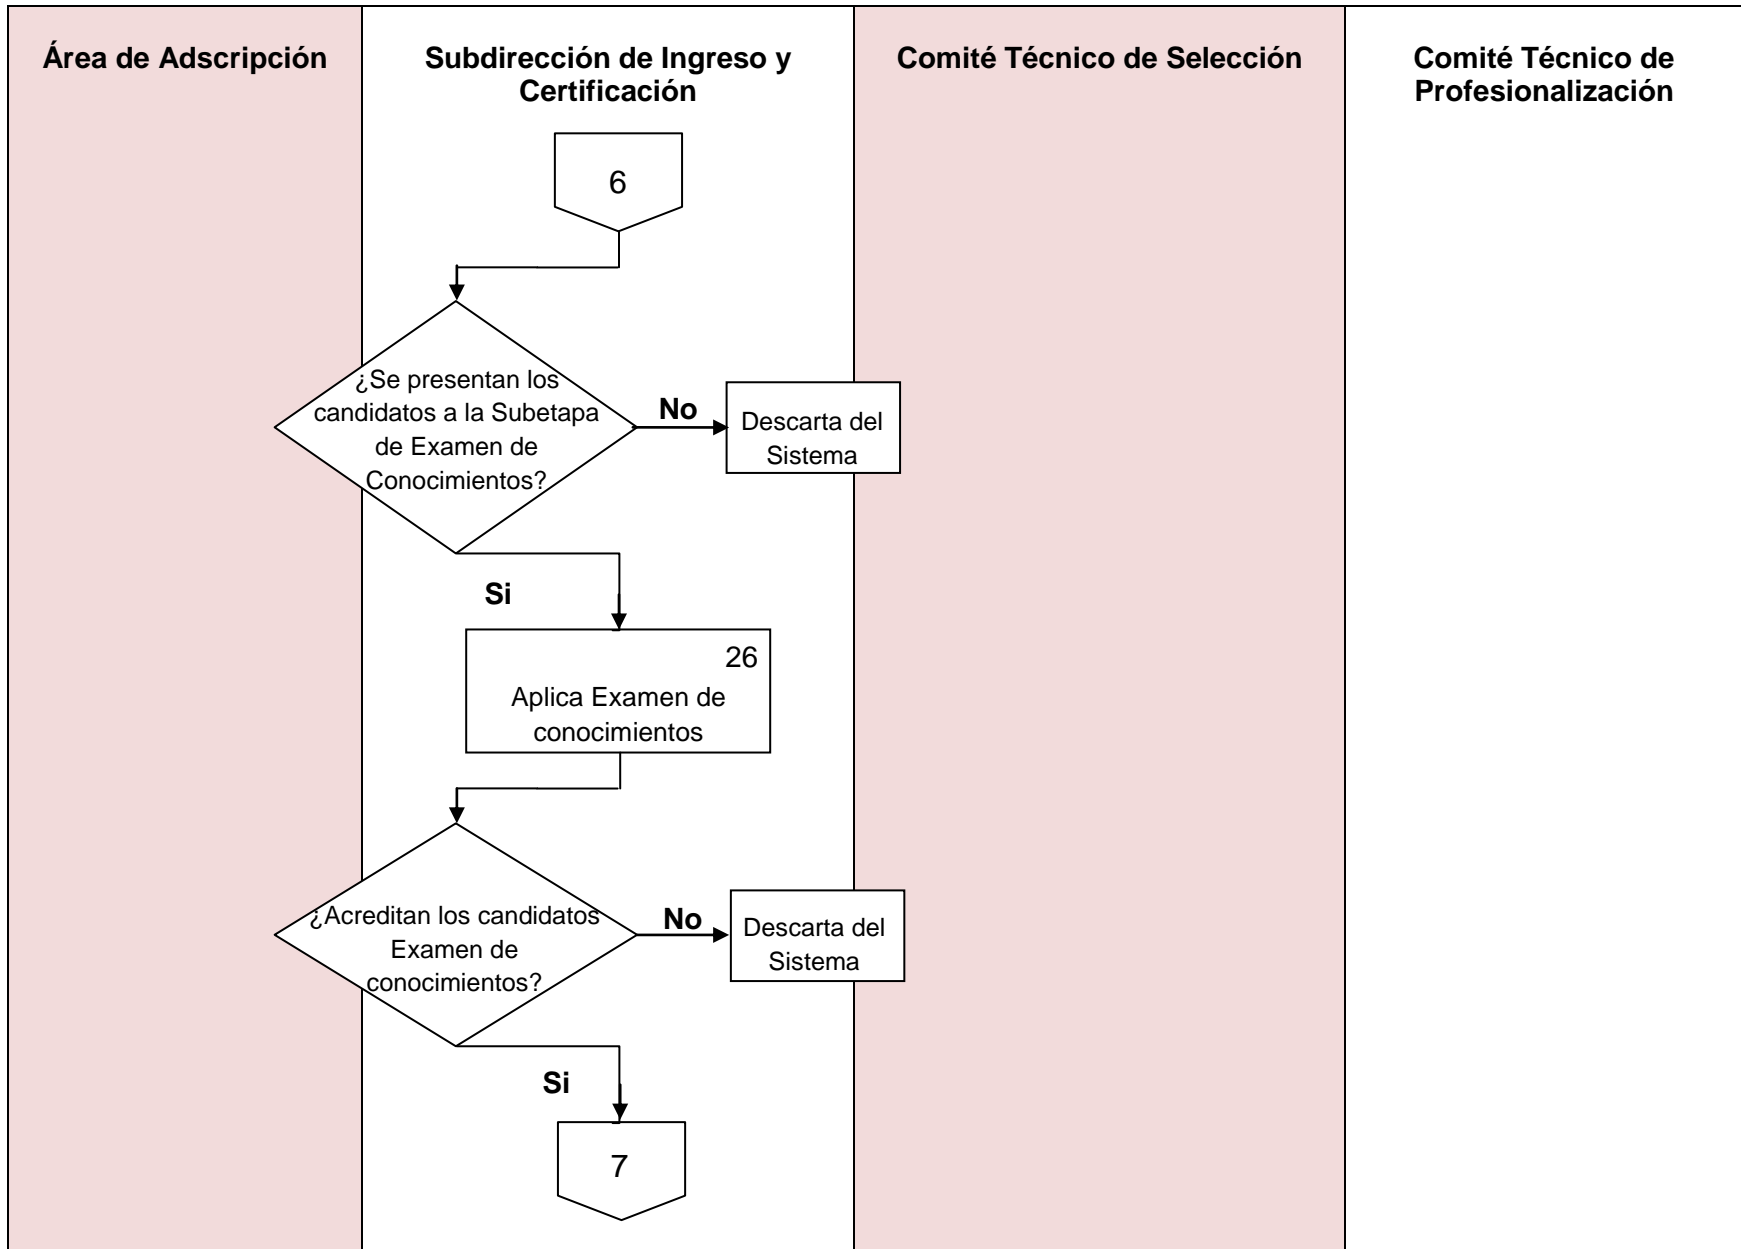 Área de Adscripción
Subdirección de Ingreso y
Certificación
Comité Técnico de Selección
Comité Técnico de
Profesionalización
6
¿Se presentan los
candidatos a la Subetapa
de Examen de
Conocimientos?
No
Descarta del
Sistema
Si
26
Aplica Examen de
conocimientos
¿Acreditan los candidatos
Examen de
conocimientos?
No
Descarta del
Sistema
Si
7